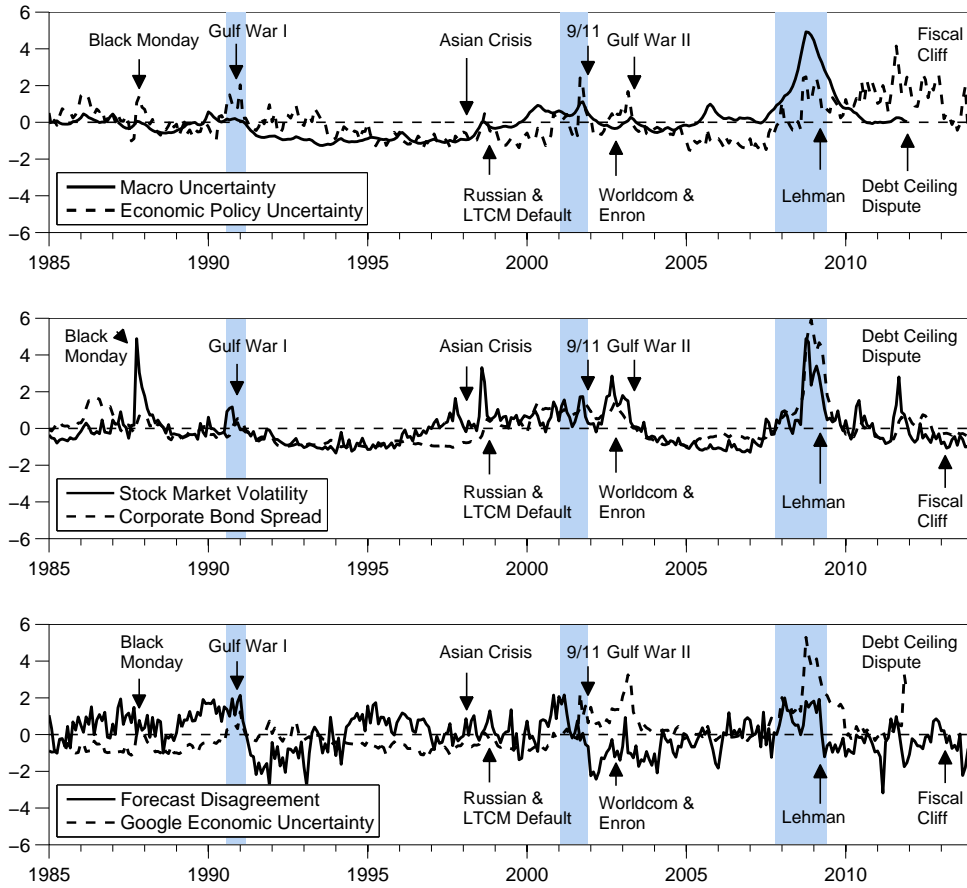 6
4
2
0
−2
−4
−6
Black Monday
Gulf War I
Asian Crisis
9/11
Gulf War II
Fiscal
Cliff
Russian &
LTCM Default
Worldcom &
Enron
Lehman
Debt Ceiling
Dispute
Macro Uncertainty
Economic Policy Uncertainty
1985 1990 1995 2000 2005 2010
6
4
2
0
−2
−4
−6
Black
Monday
Gulf War I
Asian Crisis
9/11 Gulf War II
Debt Ceiling
Dispute
Russian &
LTCM Default
Worldcom &
Enron
Lehman
Fiscal
Cliff
Stock Market Volatility
Corporate Bond Spread
1985 1990 1995 2000 2005 2010
6
4
2
0
−2
−4
−6
Black
Monday
Gulf War I
Asian Crisis
9/11 Gulf War II
Debt Ceiling
Dispute
Russian &
LTCM Default
Worldcom &
Enron
Lehman
Fiscal
Cliff
Forecast Disagreement
Google Economic Uncertainty
1985 1990 1995 2000 2005 2010